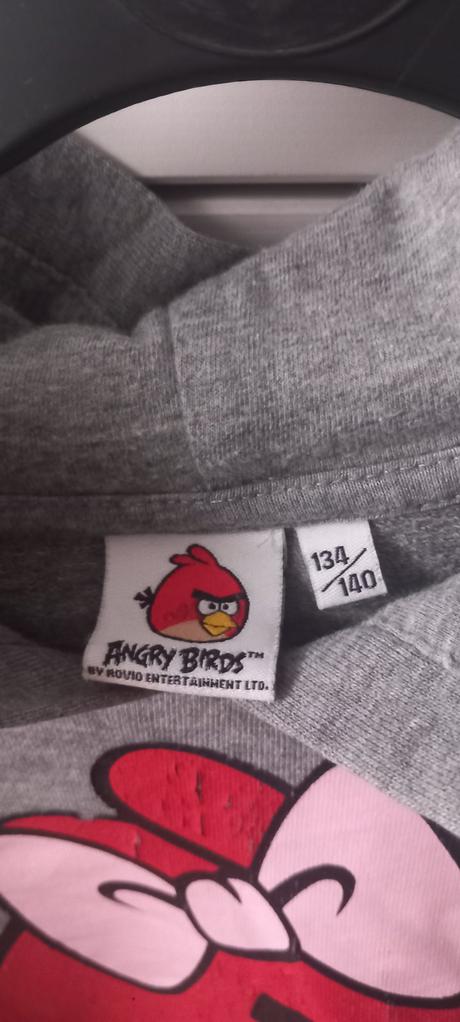 134/140
ANGRY BIRDS™
BY ROVIO ENTERTAINMENT LTD.